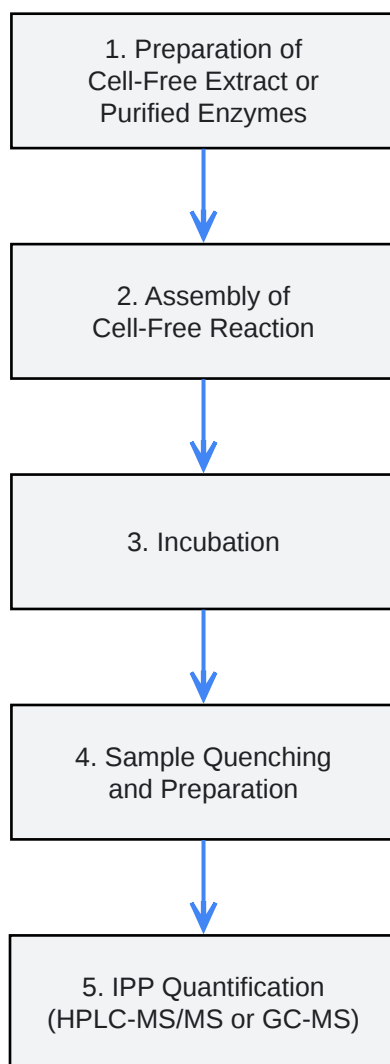 1. Preparation of
Cell-Free Extract or
Purified Enzymes
2. Assembly of
Cell-Free Reaction
3. Incubation
4. Sample Quenching
and Preparation
5. IPP Quantification
(HPLC-MS/MS or GC-MS)